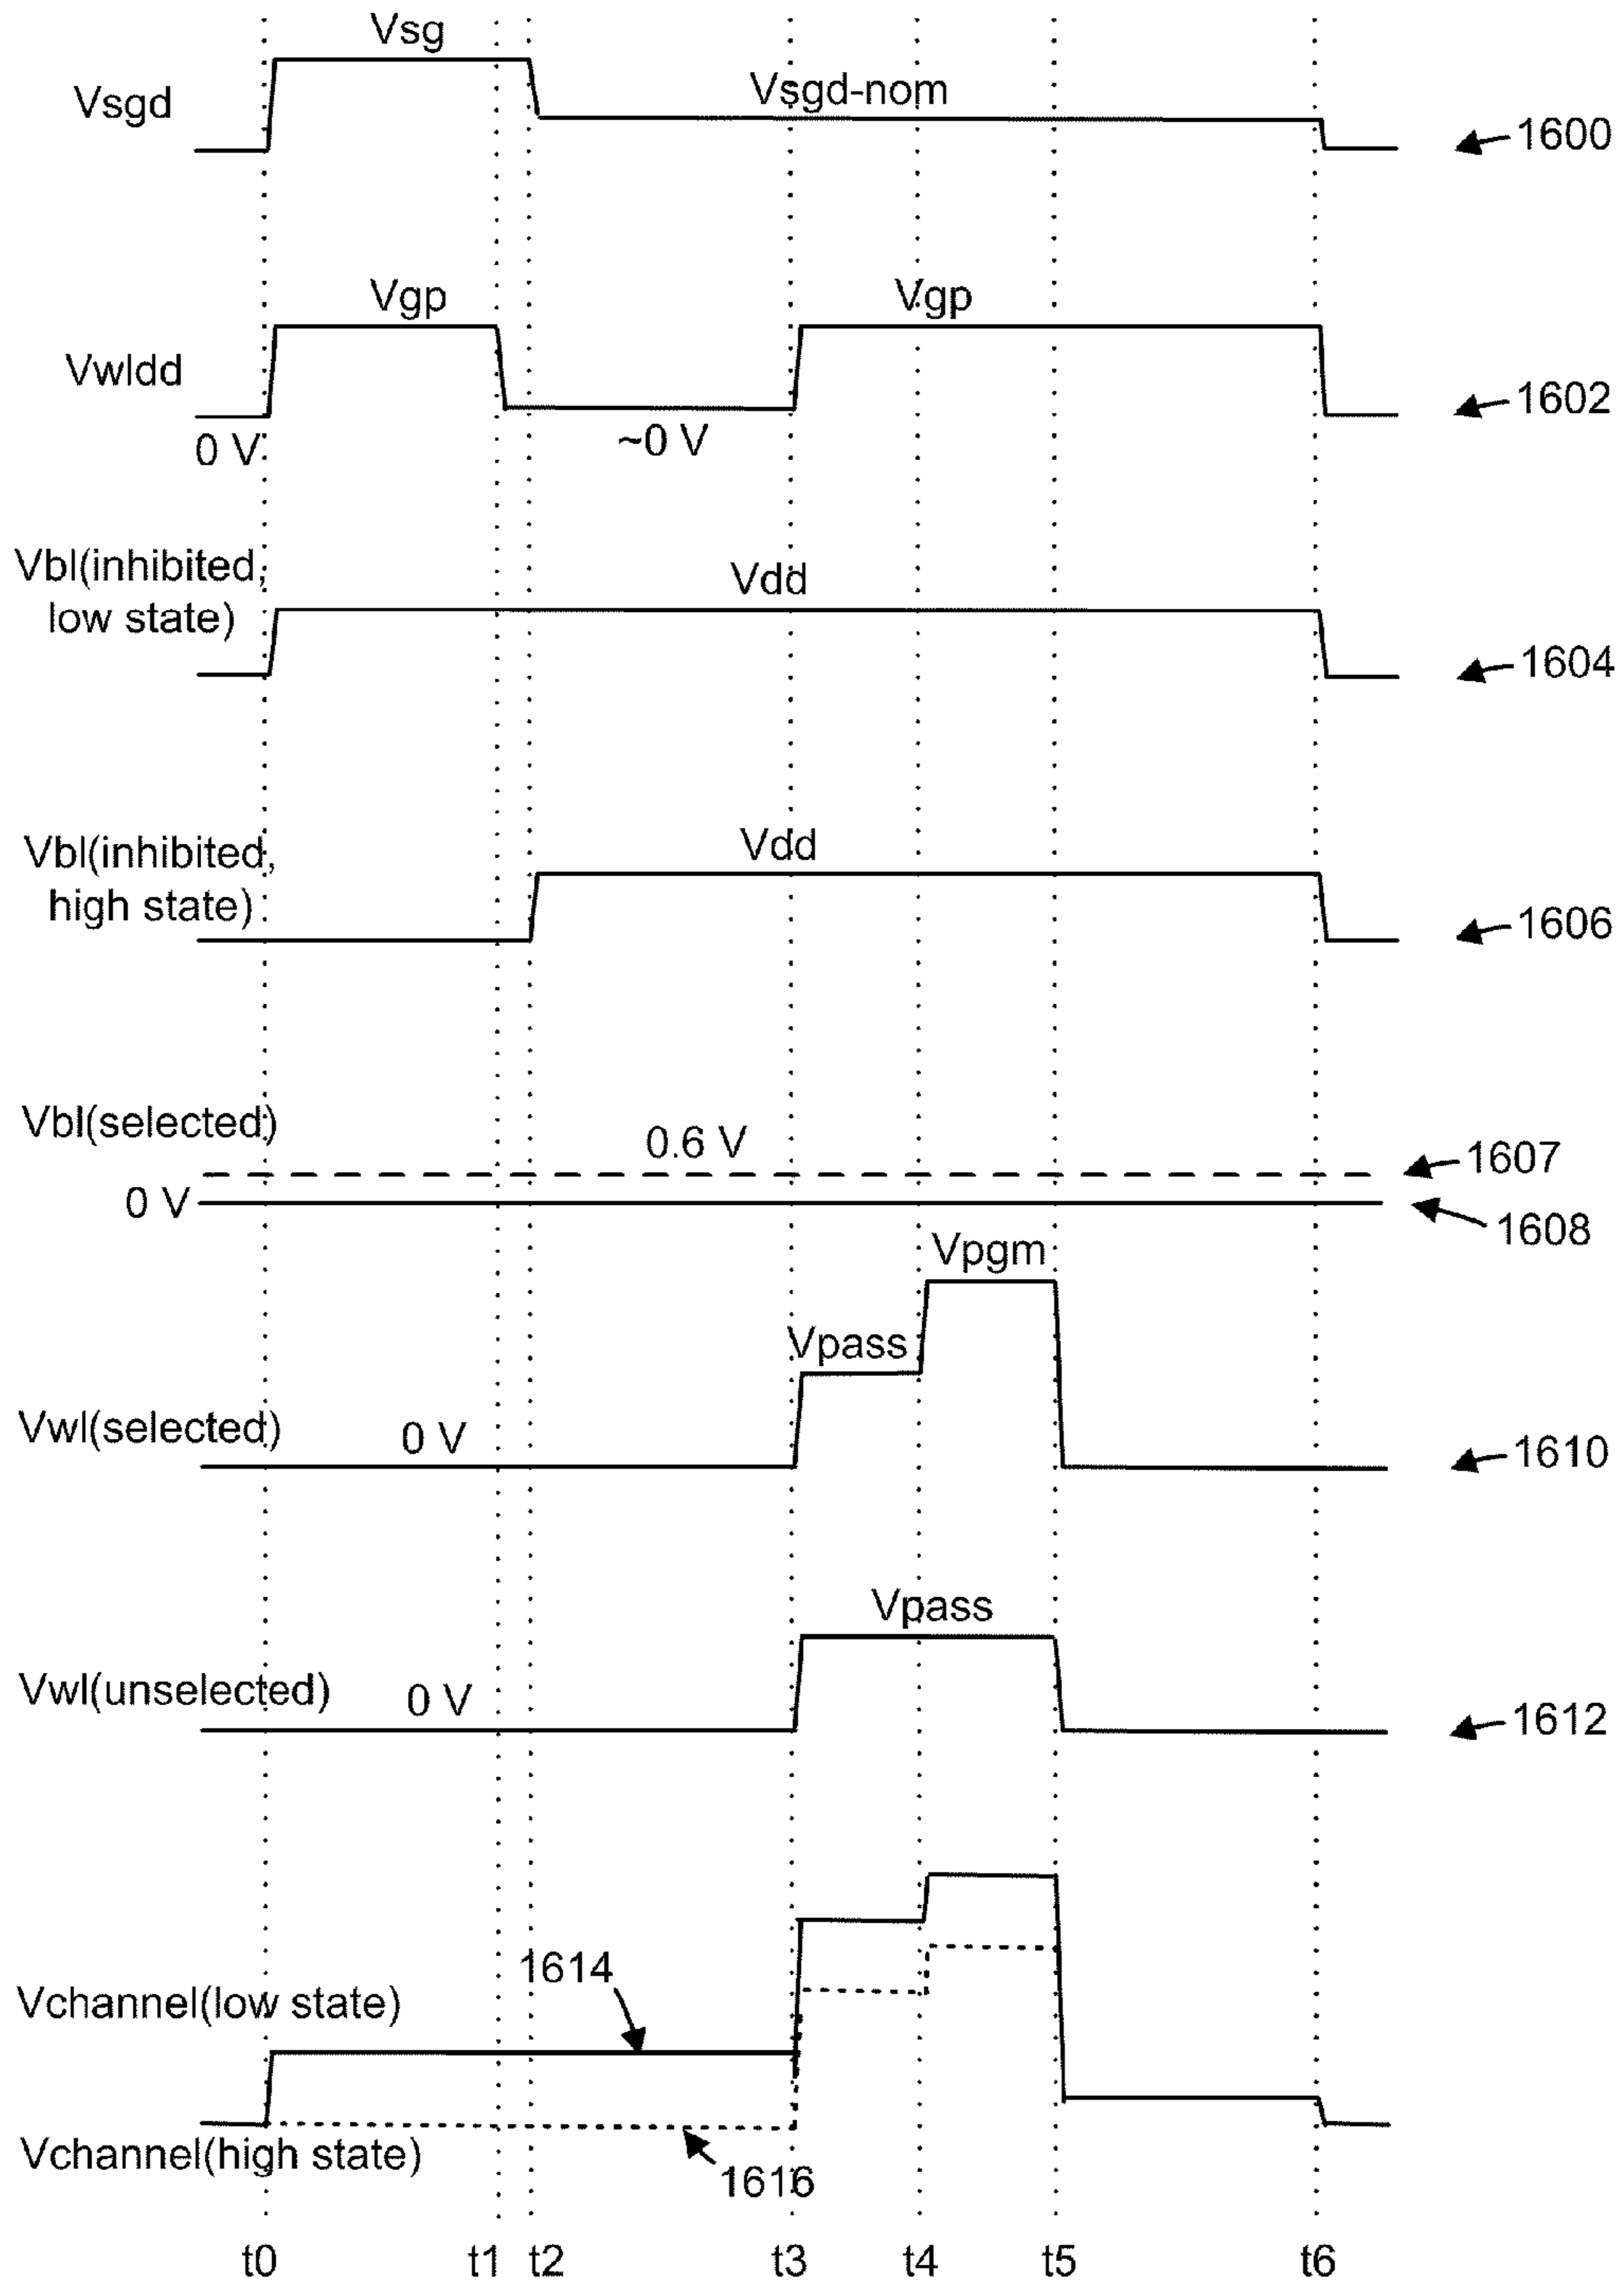 Vsg
Vsgd
Vsgd-nom
1600
Vgp
Vgp
Vwldd
1602
0 V
~0 V
Vbl(inhibited,
low state)
Vdd
1604
Vbl(inhibited,
high state)
Vdd
1606
Vbl(selected)
0.6 V
1607
0 V
1608
Vpgm
Vpass
Vwl(selected)
0 V
1610
Vpass
Vwl(unselected)
0 V
1612
1614
Vchannel(low state)
Vchannel(high state)
1616
t0 t1 t2 t3 t4 t5 t6